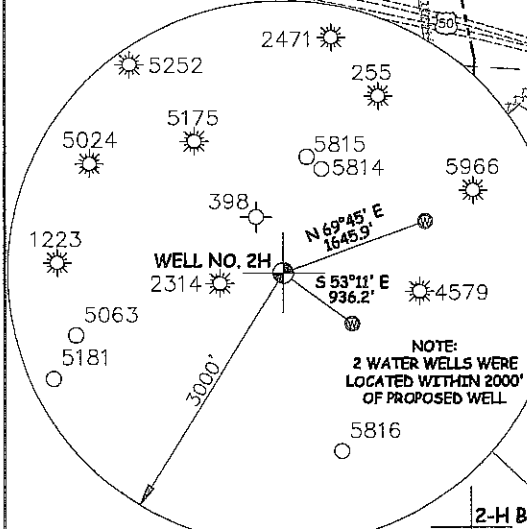 50
2471
5252
255
5175
5024
5815
5814
5966
398
N 69°45' E
1645.9'
1223
WELL NO. 2H
2314
S 53°11' E
936.2'
4579
5063
5181
3000'
NOTE:
2 WATER WELLS WERE
LOCATED WITHIN 2000'
OF PROPOSED WELL
5816
2-H B
W
W